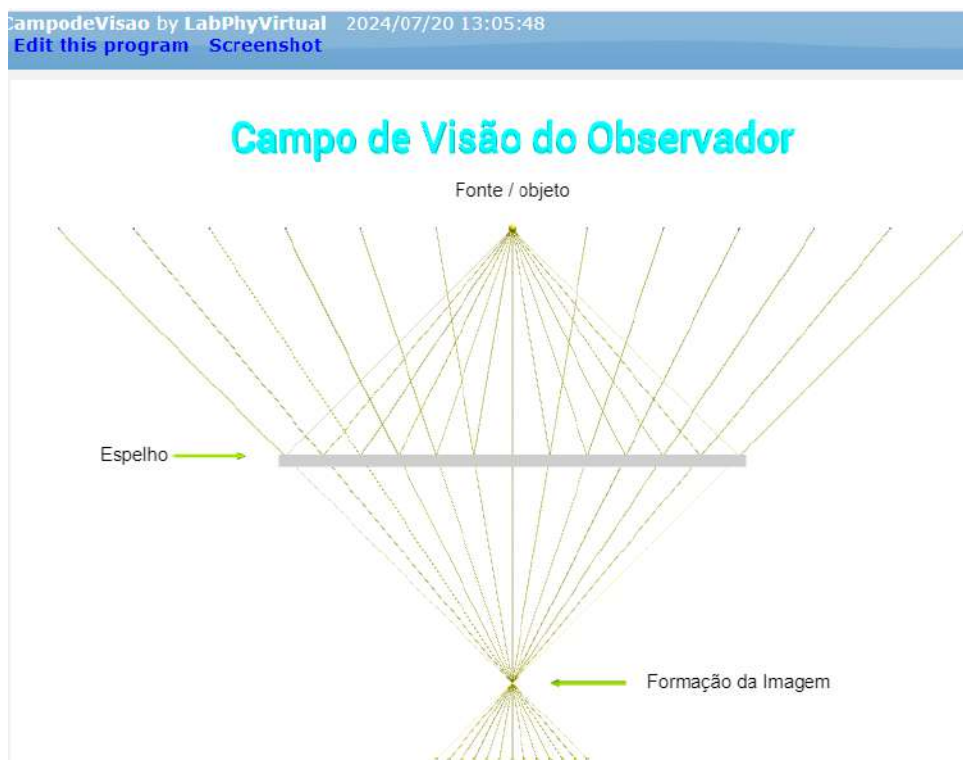 CampodeVisao by LabPhyVirtual 2024/07/20 13:05:48
Edit this program Screenshot
Campo de Visão do Observador
Fonte / objeto
Espelho
Formação da Imagem